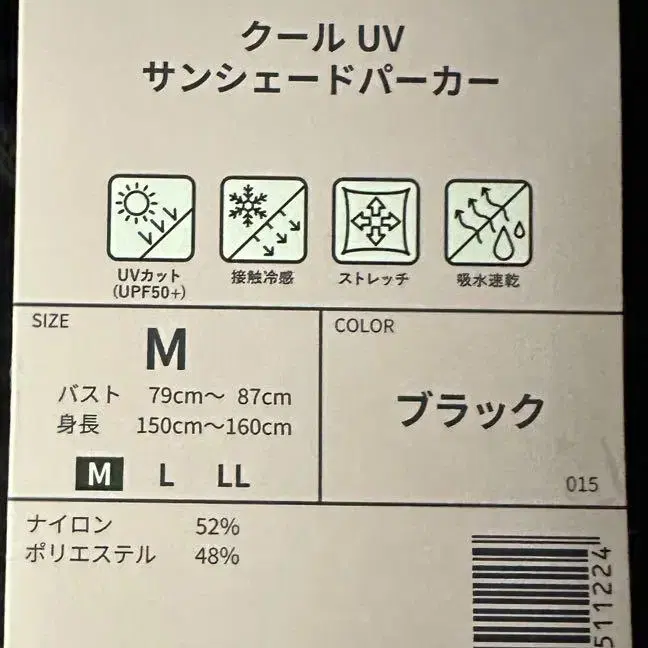 クール UV
サンシェードパーカー
UVカット
(UPF50+)
接触冷感
ストレッチ
吸水速乾
SIZE
M
バスト 79cm～ 87cm
身長 150cm～160cm
M L LL
COLOR
ブラック
015
ナイロン 52%
ポリエステル 48%
511224